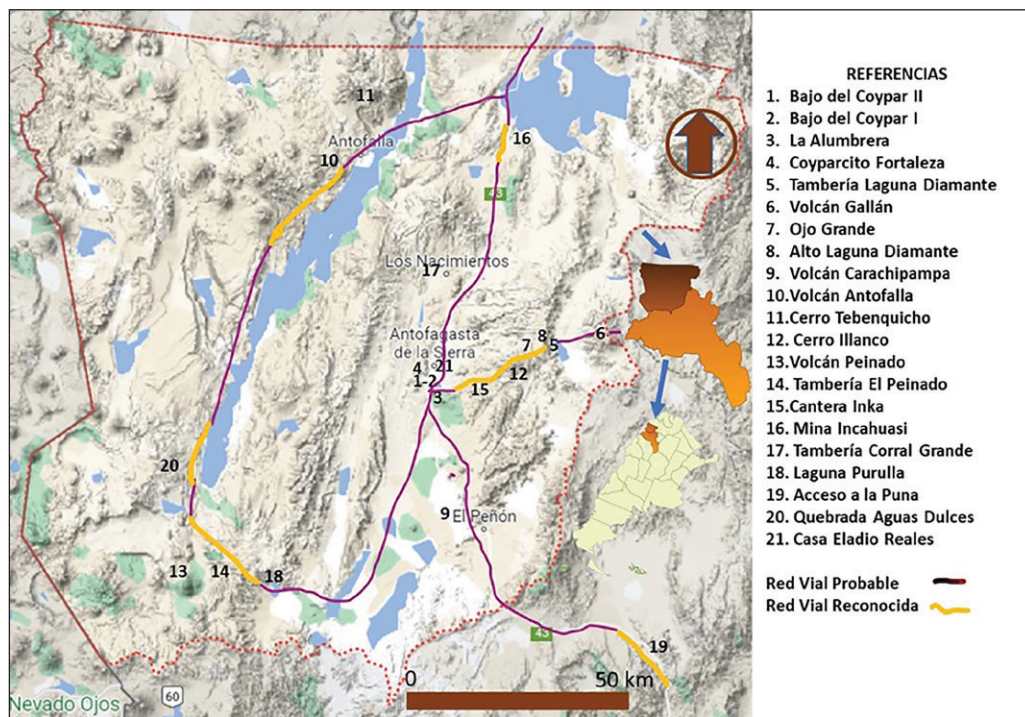 11
Antofalla
10
16
43
Los Nacimientos
17
Antofagasta
de la Sierra
8
6
7
5
4
21
1-2
12
15
3
20
9
El Peñón
13
14
18
43
19
0
50 km
60
Nevado Ojos
REFERENCIAS
1. Bajo del Coypar II
2. Bajo del Coypar I
3. La Alumbrera
4. Coyparcito Fortaleza
5. Tambería Laguna Diamante
6. Volcán Gallán
7. Ojo Grande
8. Alto Laguna Diamante
9. Volcán Carachipampa
10. Volcán Antofalla
11. Cerro Tebenquicho
12. Cerro Illanco
13. Volcán Peinado
14. Tambería El Peinado
15. Cantera Inka
16. Mina Incahuasi
17. Tambería Corral Grande
18. Laguna Purulla
19. Acceso a la Puna
20. Quebrada Aguas Dulces
21. Casa Eladio Reales
Red Vial Probable
Red Vial Reconocida